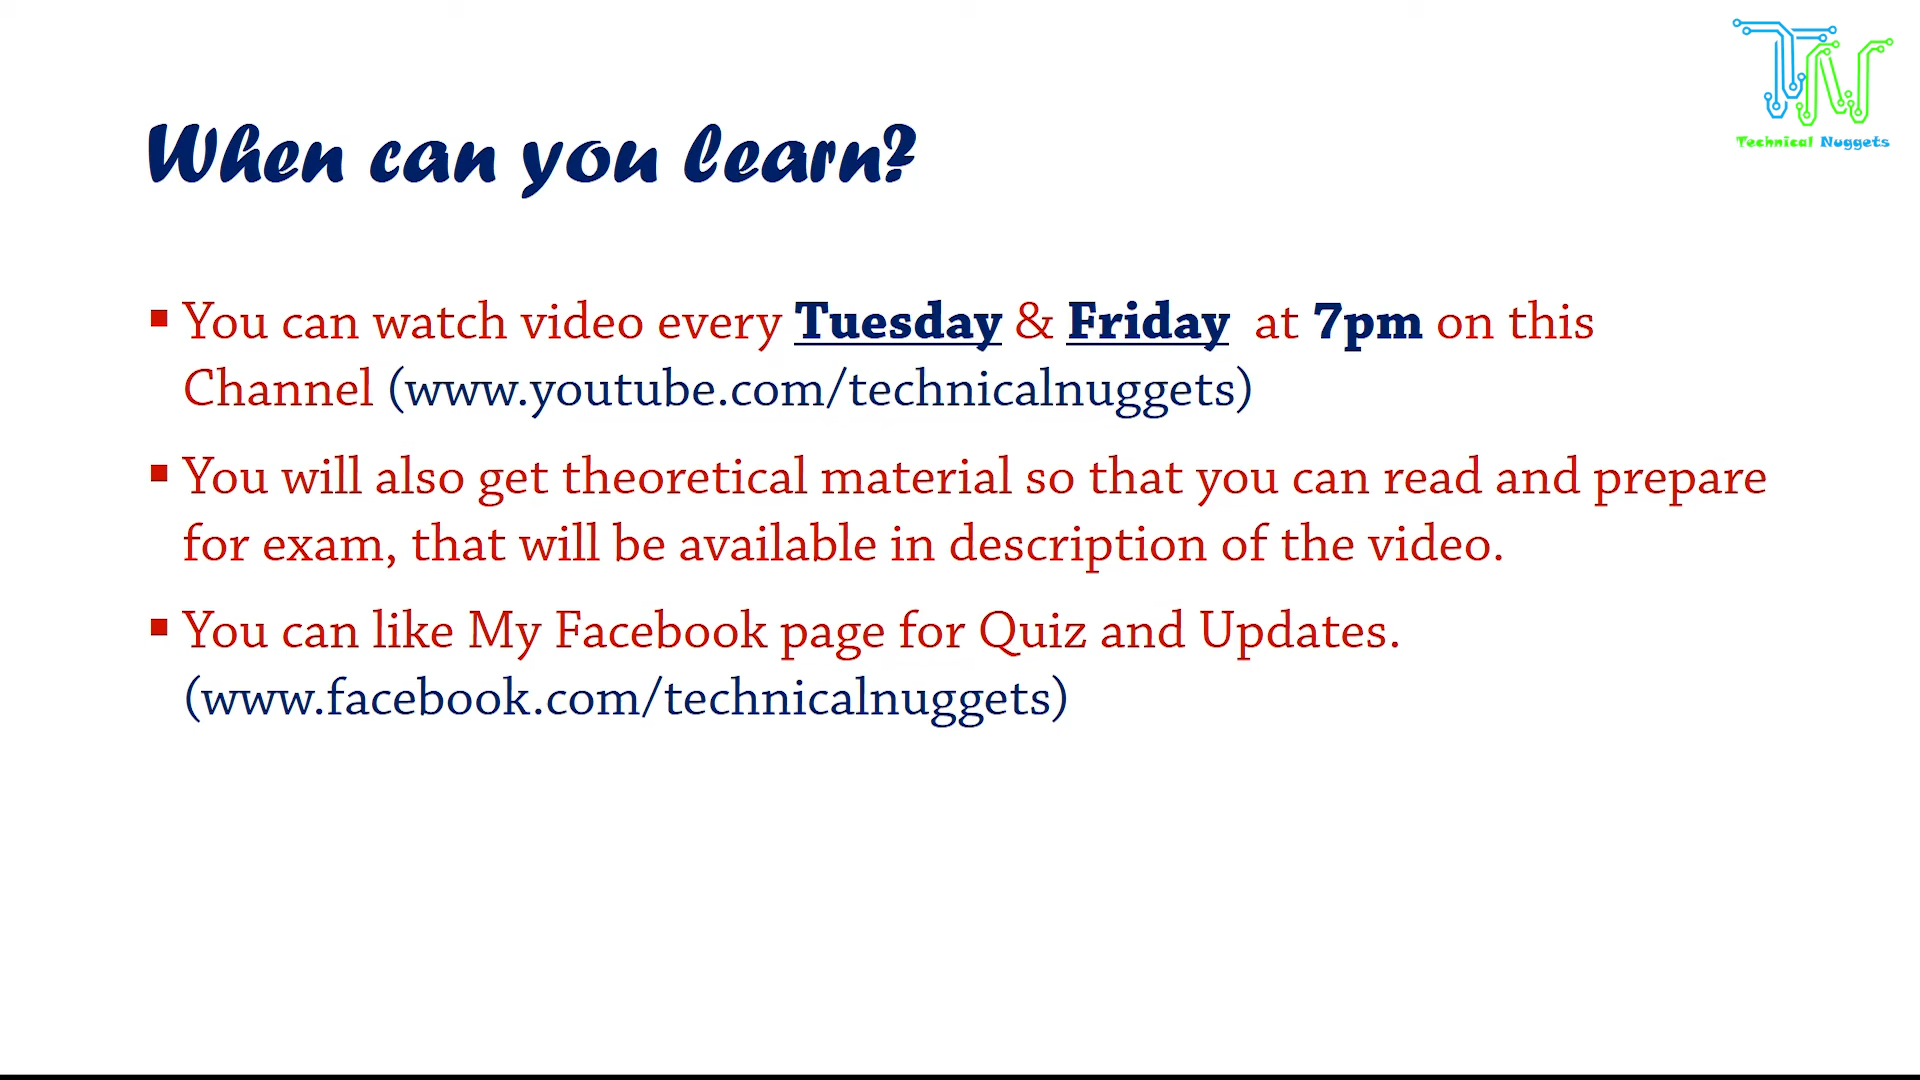 Technical Nuggets
When can you learn?
▪ You can watch video every Tuesday & Friday at 7pm on this
Channel (www.youtube.com/technicalnuggets)
▪ You will also get theoretical material so that you can read and prepare
for exam, that will be available in description of the video.
▪ You can like My Facebook page for Quiz and Updates.
(www.facebook.com/technicalnuggets)